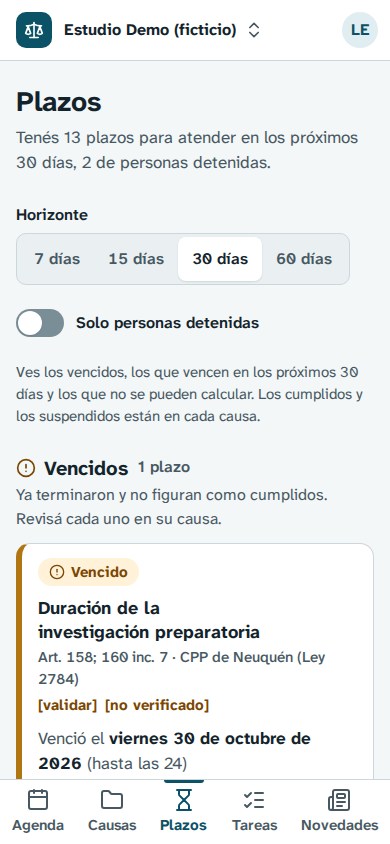 Estudio Demo (ficticio)
LE
Plazos
Tenés 13 plazos para atender en los próximos
30 días, 2 de personas detenidas.
Horizonte
7 días 15 días 30 días 60 días
Solo personas detenidas
Ves los vencidos, los que vencen en los próximos 30
días y los que no se pueden calcular. Los cumplidos y
los suspendidos están en cada causa.
Vencidos 1 plazo
Ya terminaron y no figuran como cumplidos.
Revisá cada uno en su causa.
Vencido
Duración de la
investigación preparatoria
Art. 158; 160 inc. 7 · CPP de Neuquén (Ley
2784)
[validar] [no verificado]
Venció el viernes 30 de octubre de
2026 (hasta las 24)
Agenda Causas Plazos Tareas Novedades